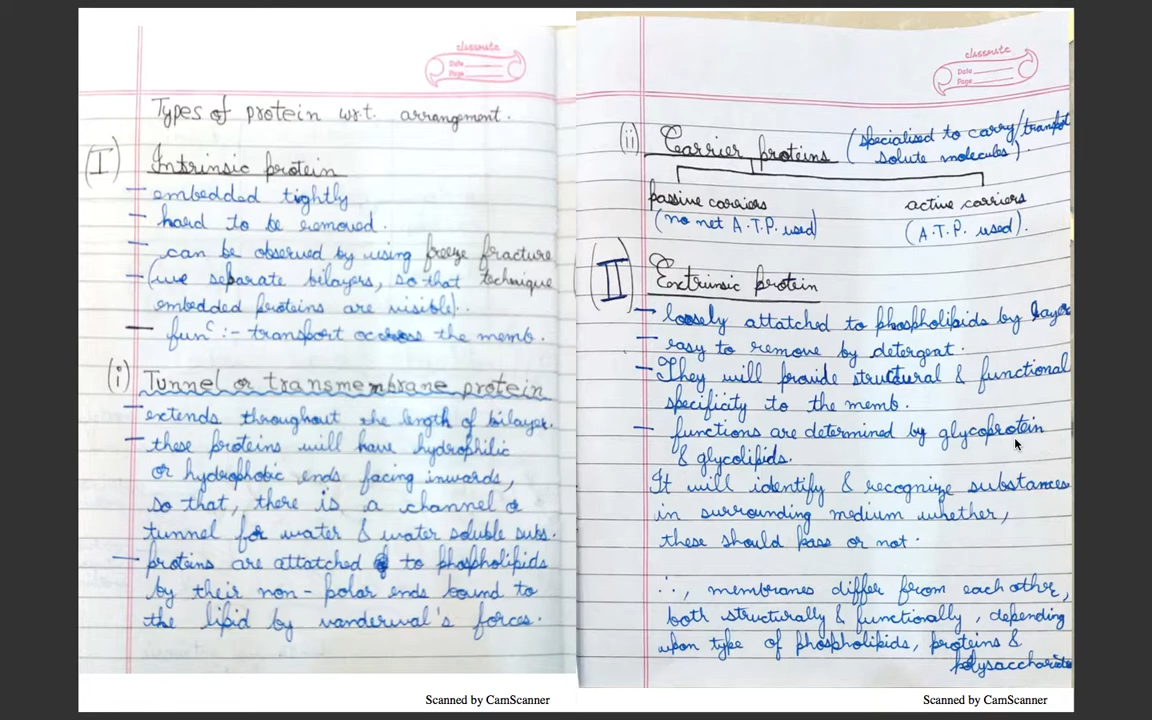 classmate
Date
Page
Types of protein w.r.t. arrangement.
(I) Intrinsic protein
- embedded tightly
- hard to be removed.
- can be observed by using freeze fracture
- (we separate bilayers, so that technique
embedded proteins are visible).
- func :- transport across the memb.
(i) Tunnel or transmembrane protein
- extends throughout the length of bilayer.
- these proteins will have hydrophilic
or hydrophobic ends facing inwards,
so that, there is a channel or
tunnel for water & water soluble subs.
- proteins are attatched to phospholipids
by their non-polar ends bound to
the lipid by vanderwal's forces.
Scanned by CamScanner
classmate
Date
Page
(ii) Carrier proteins (specialised to carry/transport
solute molecules).
passive carriers active carriers
(no net A.T.P. used) (A.T.P. used).
(II) Extrinsic protein
- loosely attatched to phospholipids by layer
- easy to remove by detergent.
- They will provide structural & functional
specificity to the memb.
- functions are determined by glycoprotein
& glycolipids.
It will identify & recognize substances
in surrounding medium whether,
these should pass or not.
∴, membranes differ from each other,
both structurally & functionally, depending
upon type of phospholipids, proteins &
polysaccharides
Scanned by CamScanner